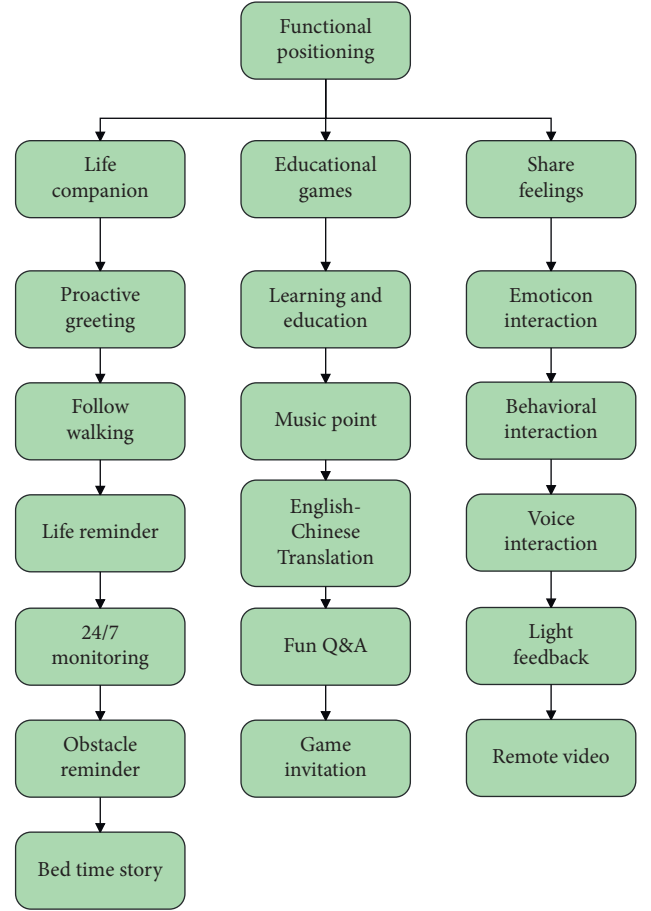 Functional
positioning
Life
companion
Proactive
greeting
Follow
walking
Life reminder
24/7
monitoring
Obstacle
reminder
Bed time story
Educational
games
Learning and
education
Music point
English-
Chinese
Translation
Fun Q&A
Game
invitation
Share
feelings
Emoticon
interaction
Behavioral
interaction
Voice
interaction
Light
feedback
Remote video